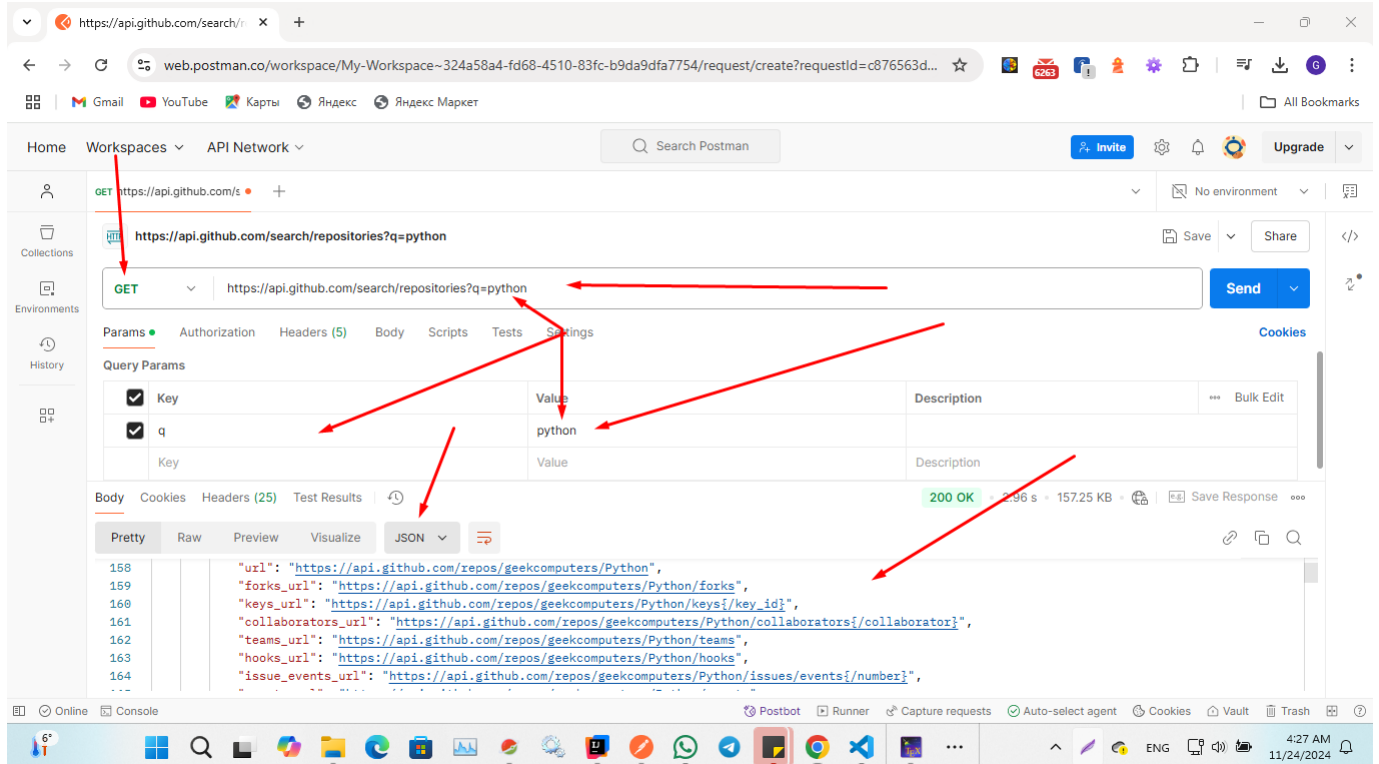 https://api.github.com/search/r
web.postman.co/workspace/My-Workspace~324a58a4-fd68-4510-83fc-b9da9dfa7754/request/create?requestId=c876563d...
6263
G
Gmail YouTube Карты Яндекс Яндекс Маркет All Bookmarks
Home Workspaces API Network Search Postman Invite Upgrade
GET https://api.github.com/s No environment
HTTP https://api.github.com/search/repositories?q=python Save Share
Collections
GET https://api.github.com/search/repositories?q=python Send
Environments
Params Authorization Headers (5) Body Scripts Tests Settings Cookies
History
Query Params
Key Value Description Bulk Edit
q python
Key Value Description
Body Cookies Headers (25) Test Results 200 OK 2.96 s 157.25 KB Save Response
Pretty Raw Preview Visualize JSON
158 "url": "https://api.github.com/repos/geekcomputers/Python",
159 "forks_url": "https://api.github.com/repos/geekcomputers/Python/forks",
160 "keys_url": "https://api.github.com/repos/geekcomputers/Python/keys{/key_id}",
161 "collaborators_url": "https://api.github.com/repos/geekcomputers/Python/collaborators{/collaborator}",
162 "teams_url": "https://api.github.com/repos/geekcomputers/Python/teams",
163 "hooks_url": "https://api.github.com/repos/geekcomputers/Python/hooks",
164 "issue_events_url": "https://api.github.com/repos/geekcomputers/Python/issues/events{/number}",
Online Console Postbot Runner Capture requests Auto-select agent Cookies Vault Trash
6° ENG 4:27 AM
11/24/2024